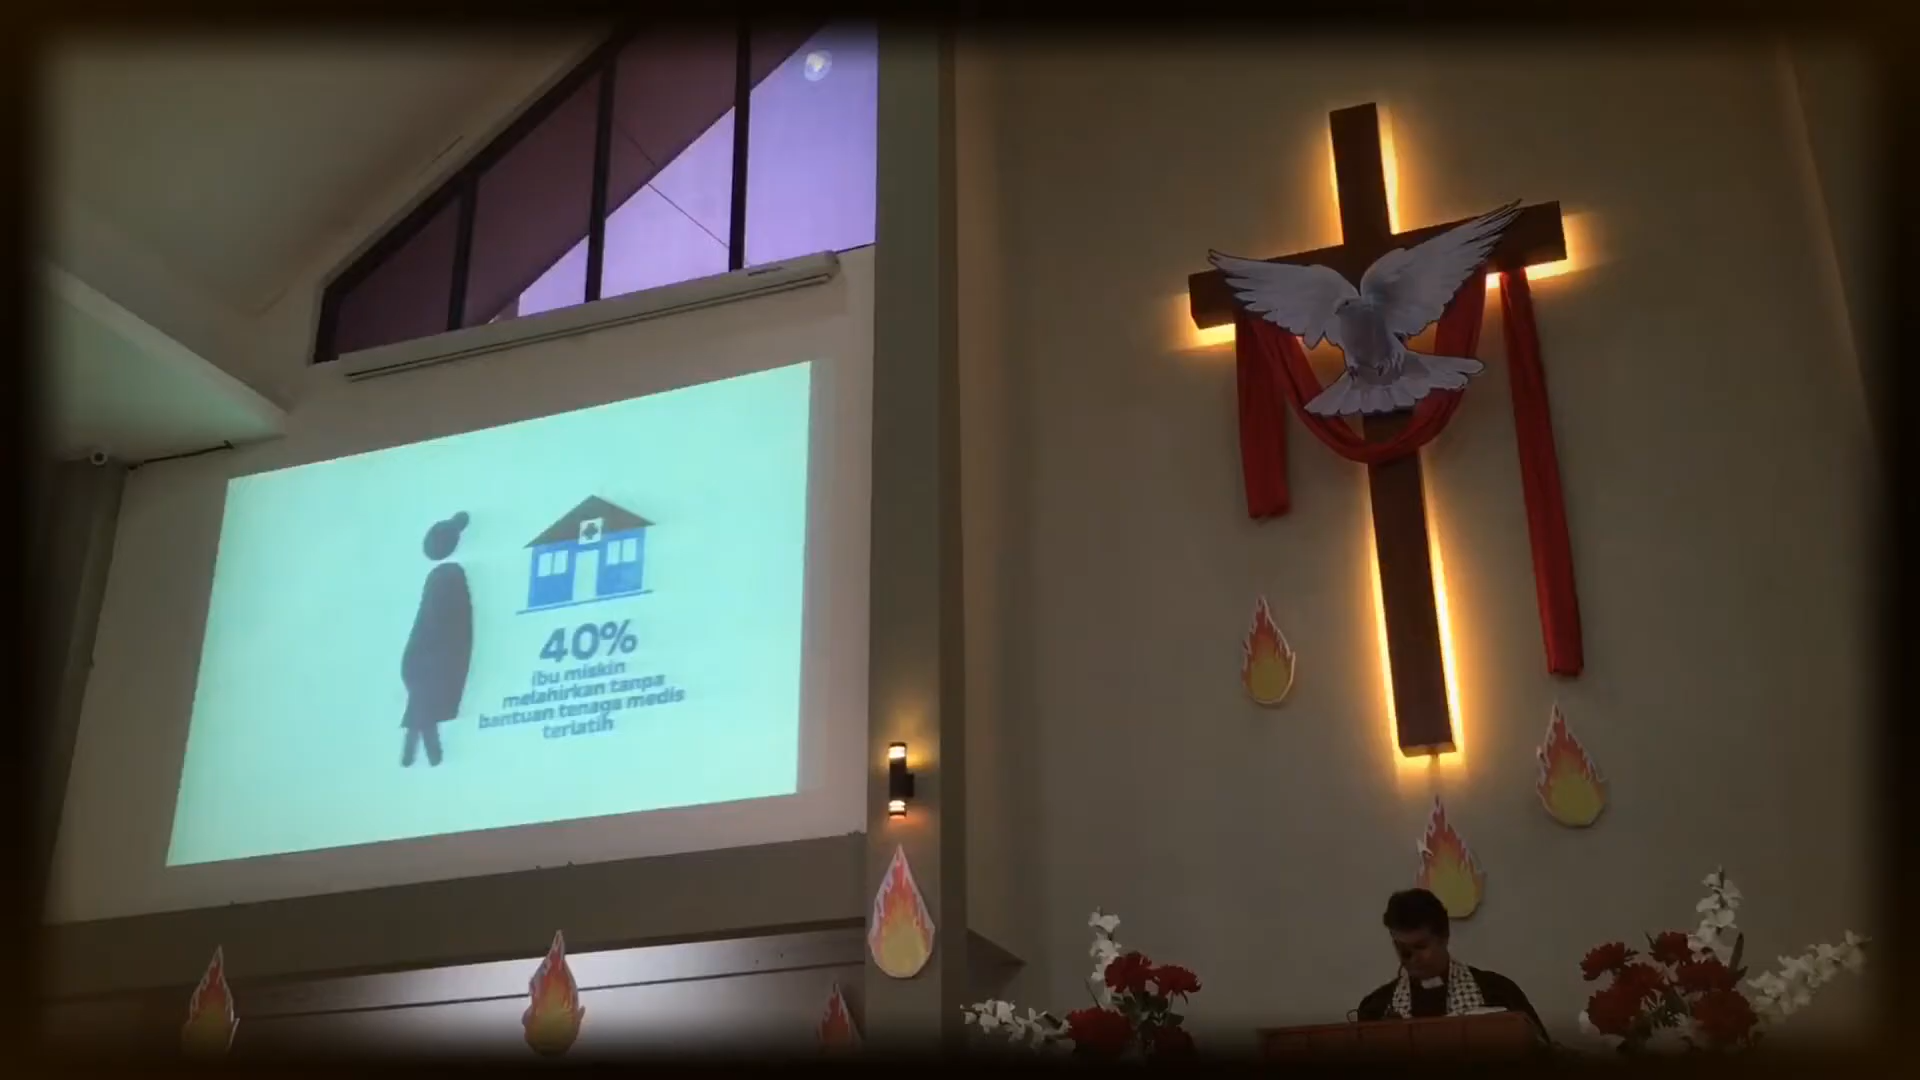 40%
ibu miskin
melahirkan tanpa
bantuan tenaga medis
terlatih